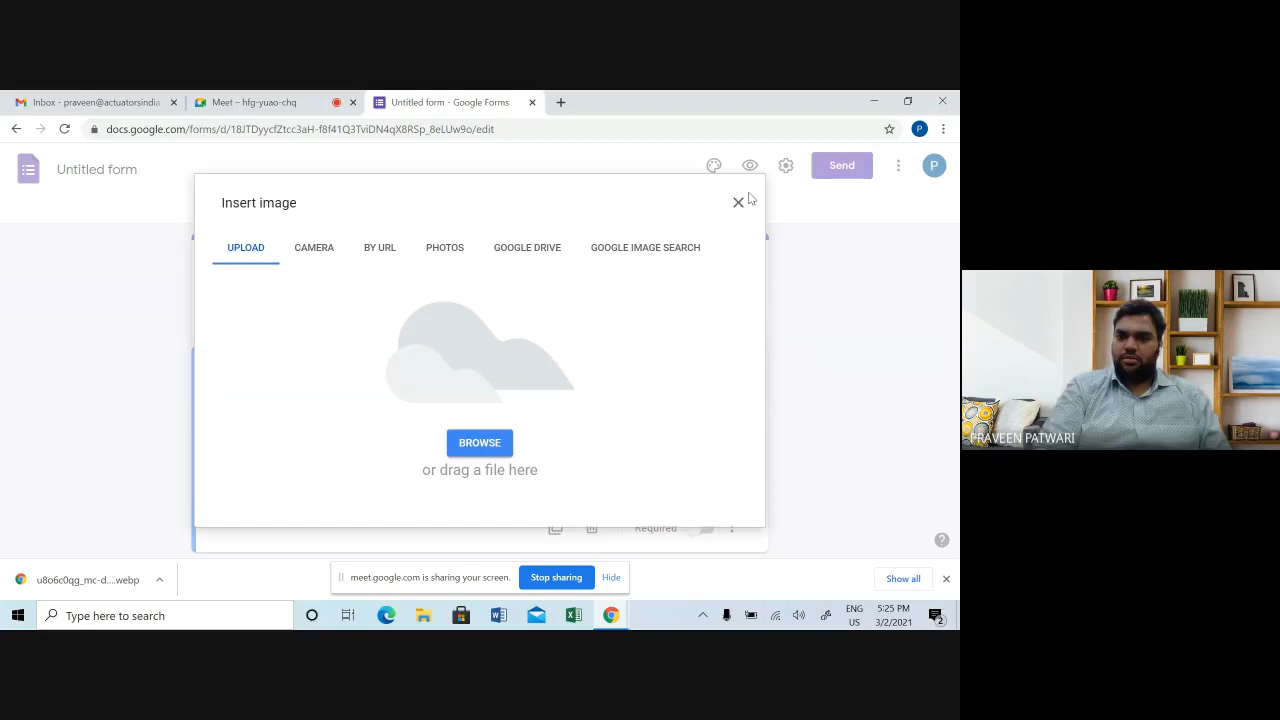 Inbox - praveen@actuatorsindia
Meet – hfg-yuao-chq
Untitled form - Google Forms
docs.google.com/forms/d/18JTDyycfZtcc3aH-f8f41Q3TviDN4qX8RSp_8eLUw9o/edit
P
Untitled form
Send
P
Insert image
UPLOAD
CAMERA
BY URL
PHOTOS
GOOGLE DRIVE
GOOGLE IMAGE SEARCH
BROWSE
or drag a file here
PRAVEEN PATWARI
Required
u8o6c0qg_mc-d....webp
meet.google.com is sharing your screen.
Stop sharing
Hide
Show all
Type here to search
ENG
US
5:25 PM
3/2/2021
2